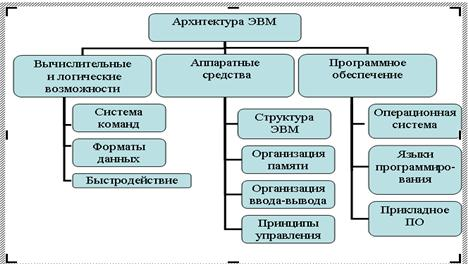 Архитектура ЭВМ
Вычислительные
и логические
возможности
Система
команд
Форматы
данных
Быстродействие
Аппаратные
средства
Структура
ЭВМ
Организация
памяти
Организация
ввода-вывода
Принципы
управления
Программное
обеспечение
Операционная
система
Языки
программиро-
вания
Прикладное
ПО